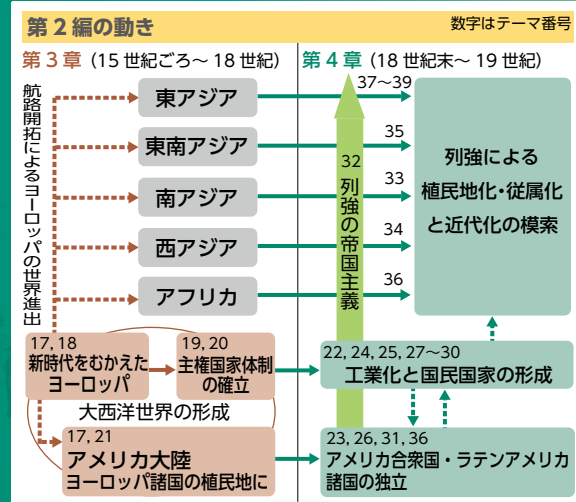 第2編の動き
数字はテーマ番号
第3章（15世紀ごろ〜18世紀）
第4章（18世紀末〜19世紀）
航路開拓によるヨーロッパの世界進出
東アジア
東南アジア
南アジア
西アジア
アフリカ
37〜39
35
33
34
36
32
列強の帝国主義
列強による
植民地化・従属化
と近代化の模索
17, 18
新時代をむかえた
ヨーロッパ
19, 20
主権国家体制
の確立
大西洋世界の形成
17, 21
アメリカ大陸
ヨーロッパ諸国の植民地に
22, 24, 25, 27〜30
工業化と国民国家の形成
23, 26, 31, 36
アメリカ合衆国・ラテンアメリカ
諸国の独立